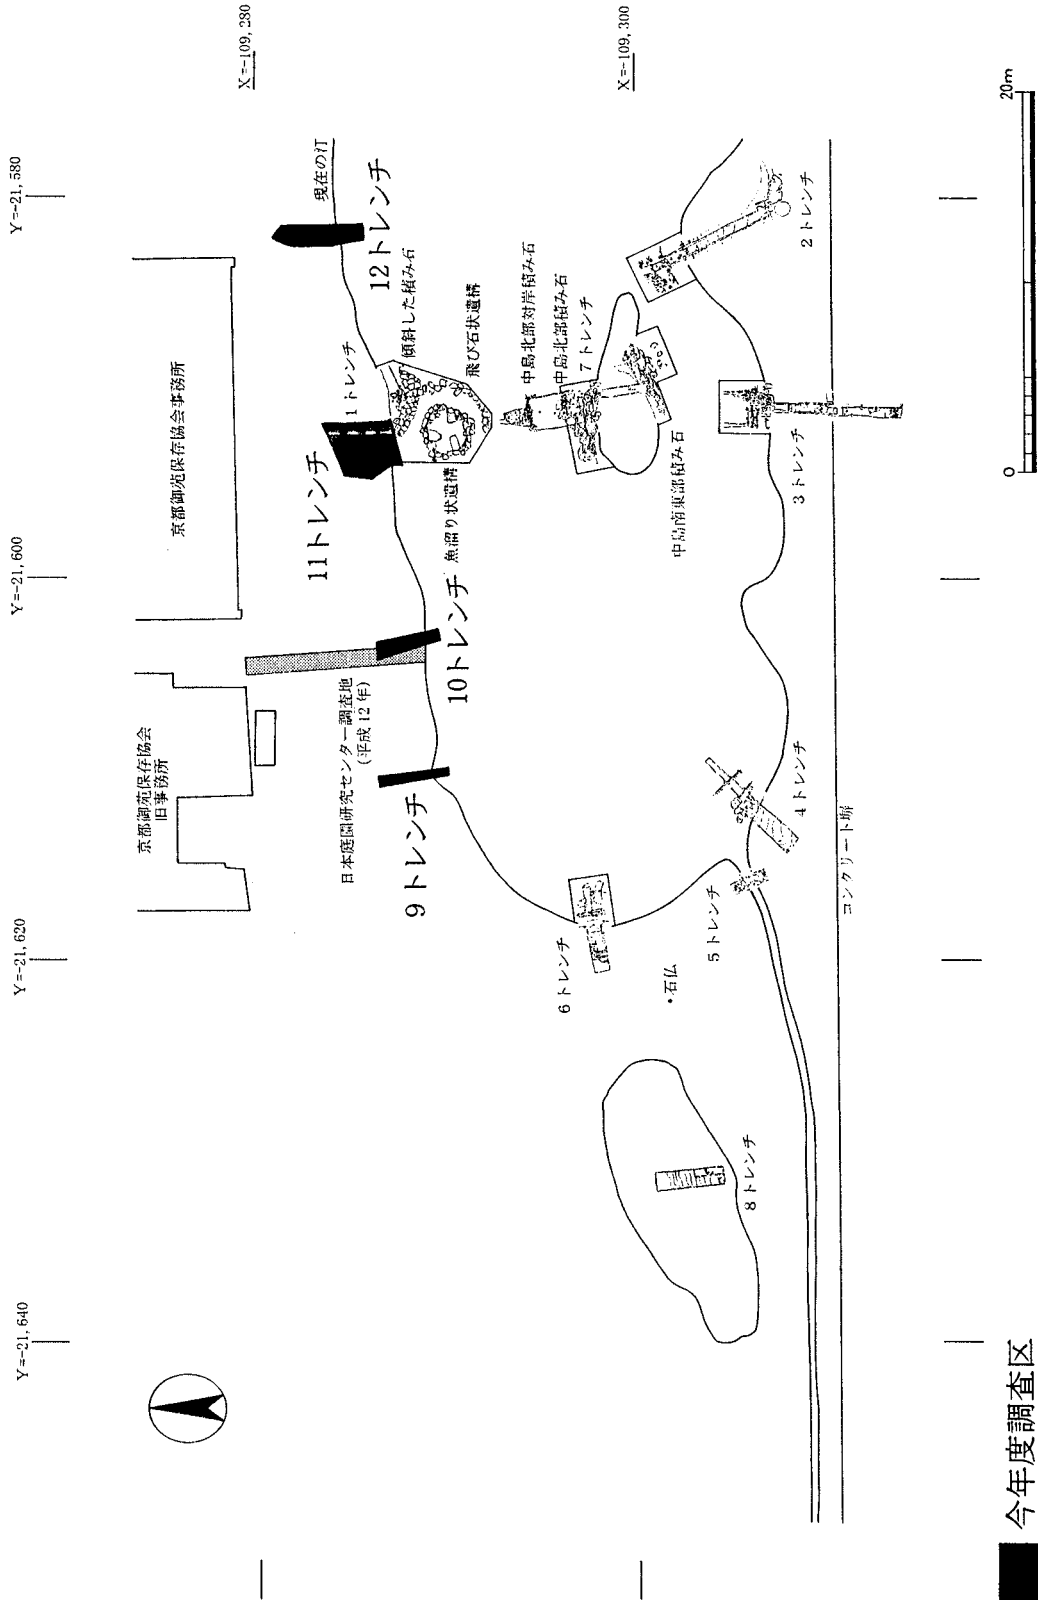 Y=-21,640
Y=-21,620
Y=-21,600
Y=-21,580
X=-109,280
X=-109,300
京都御苑保存協会
旧事務所
京都御苑保存協会事務所
日本庭園研究センター調査地
(平成12年)
現在の汀
9トレンチ
10トレンチ
11トレンチ
12トレンチ
1トレンチ
傾斜した積み石
飛び石状遺構
魚溜り状遺構
中島北部対岸積み石
中島北部積み石
7トレンチ
中島南東部積み石
2トレンチ
3トレンチ
4トレンチ
5トレンチ
6トレンチ
・石仏
8トレンチ
コンクリート塀
今年度調査区
0
20m